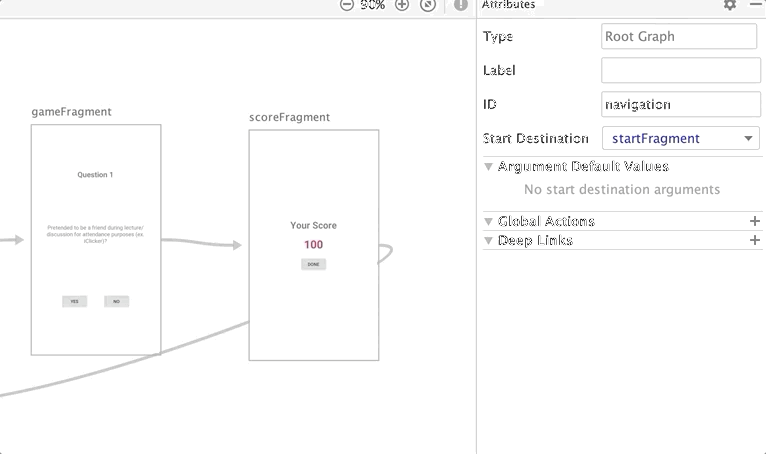 90%
Attributes
gameFragment
Question 1
Pretended to be a friend during lecture/
discussion for attendance purposes (ex.
iClicker)?
YES
NO
scoreFragment
Your Score
100
DONE
Type
Root Graph
Label
ID
navigation
Start Destination
startFragment
Argument Default Values
No start destination arguments
Global Actions
Deep Links